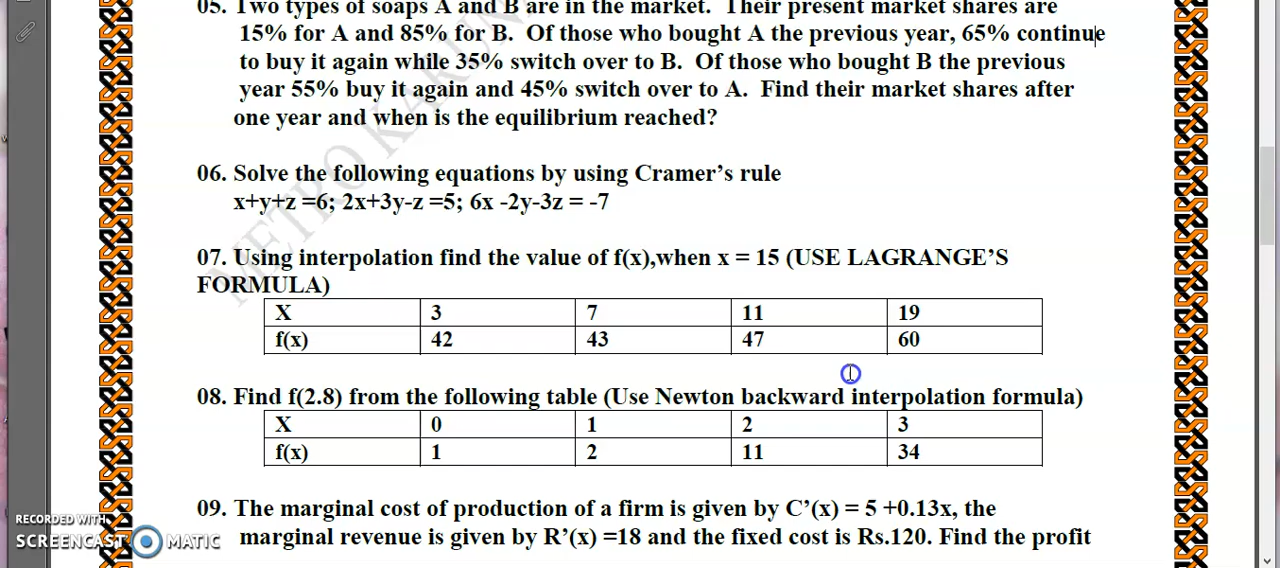 05. Two types of soaps A and B are in the market. Their present market shares are
15% for A and 85% for B. Of those who bought A the previous year, 65% continue
to buy it again while 35% switch over to B. Of those who bought B the previous
year 55% buy it again and 45% switch over to A. Find their market shares after
one year and when is the equilibrium reached?
06. Solve the following equations by using Cramer’s rule
x+y+z =6; 2x+3y-z =5; 6x -2y-3z = -7
07. Using interpolation find the value of f(x),when x = 15 (USE LAGRANGE’S
FORMULA)
X 3 7 11 19
f(x) 42 43 47 60
08. Find f(2.8) from the following table (Use Newton backward interpolation formula)
X 0 1 2 3
f(x) 1 2 11 34
09. The marginal cost of production of a firm is given by C’(x) = 5 +0.13x, the
marginal revenue is given by R’(x) =18 and the fixed cost is Rs.120. Find the profit
RECORDED WITH
SCREENCAST MATIC